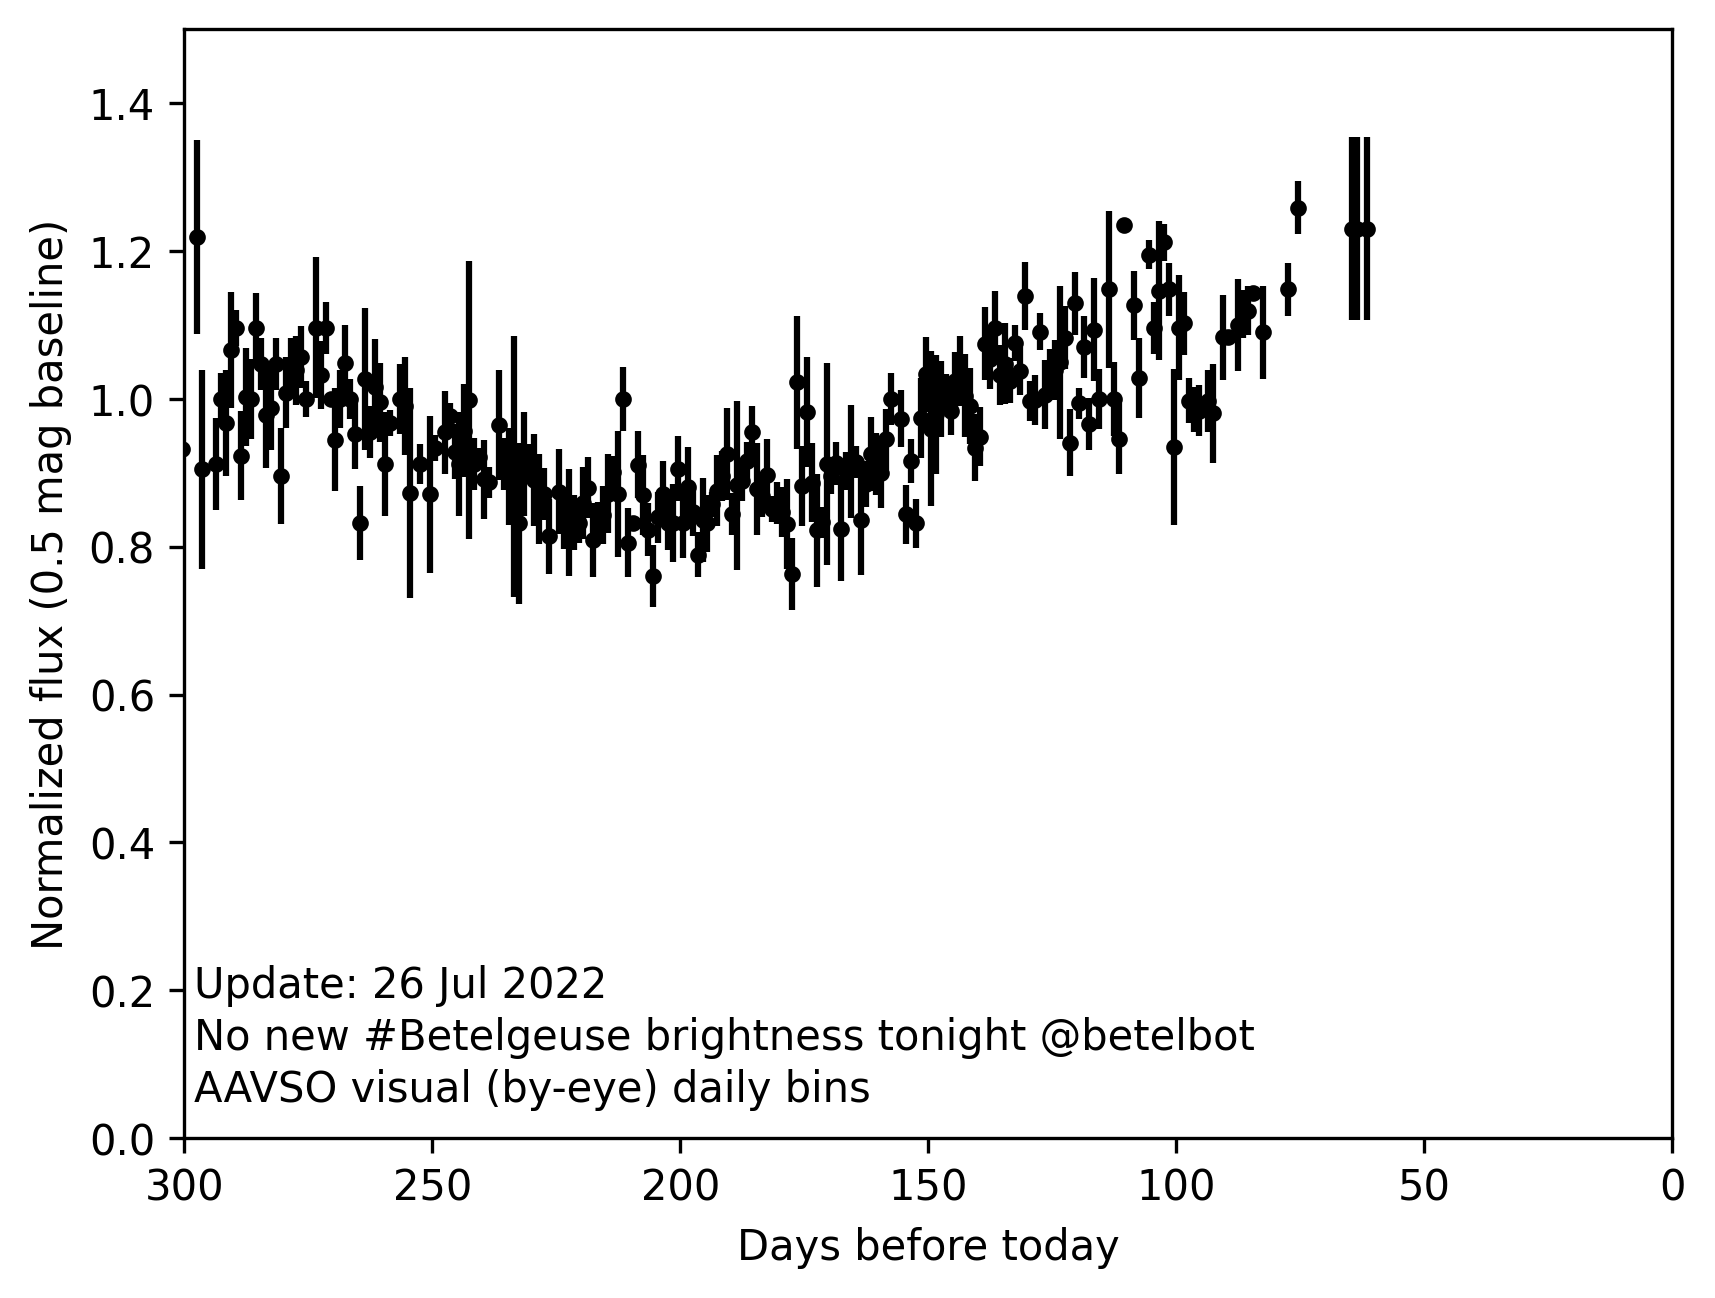 1.4
1.2
1.0
0.8
0.6
0.4
0.2
0.0
Normalized flux (0.5 mag baseline)
Update: 26 Jul 2022
No new #Betelgeuse brightness tonight @betelbot
AAVSO visual (by-eye) daily bins
300 250 200 150 100 50 0
Days before today